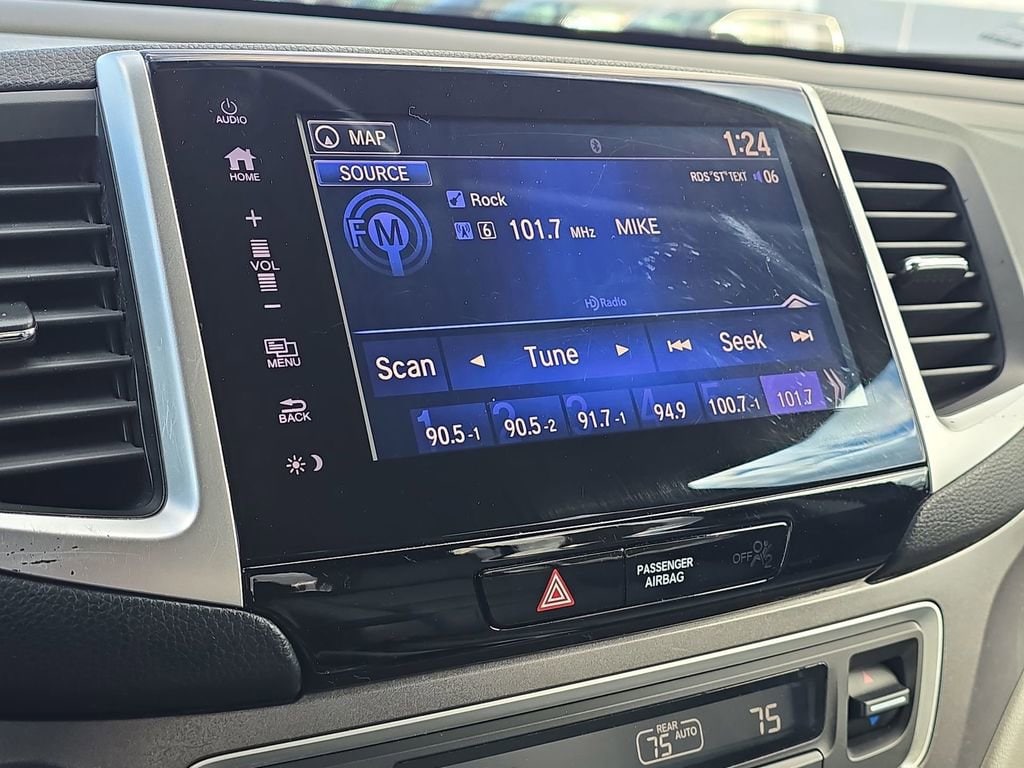 AUDIO
HOME
+
VOL
−
MENU
BACK
MAP
1:24
SOURCE
RDS "ST" TEXT 06
FM
Rock
6 101.7 MHz MIKE
HD Radio
Scan Tune Seek
1 90.5-1 2 90.5-2 3 91.7-1 4 94.9 5 100.7-1 101.7
PASSENGER
AIRBAG
OFF 2
REAR
75 AUTO
75